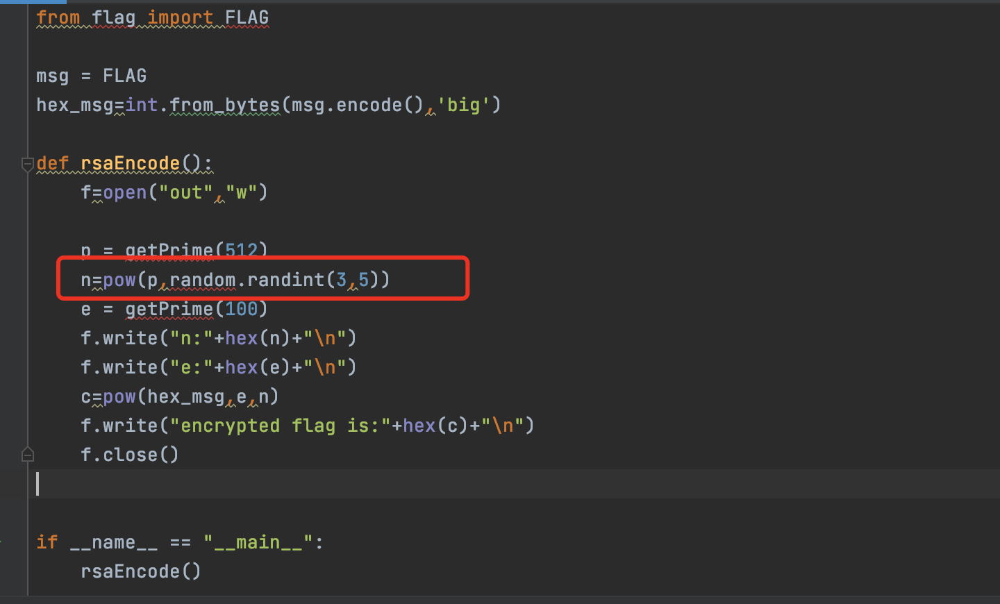 from flag import FLAG
msg = FLAG
hex_msg=int.from_bytes(msg.encode(),'big')
def rsaEncode():
f=open("out","w")
p = getPrime(512)
n=pow(p,random.randint(3,5))
e = getPrime(100)
f.write("n:"+hex(n)+"\n")
f.write("e:"+hex(e)+"\n")
c=pow(hex_msg,e,n)
f.write("encrypted flag is:"+hex(c)+"\n")
f.close()
if __name__ == "__main__":
rsaEncode()